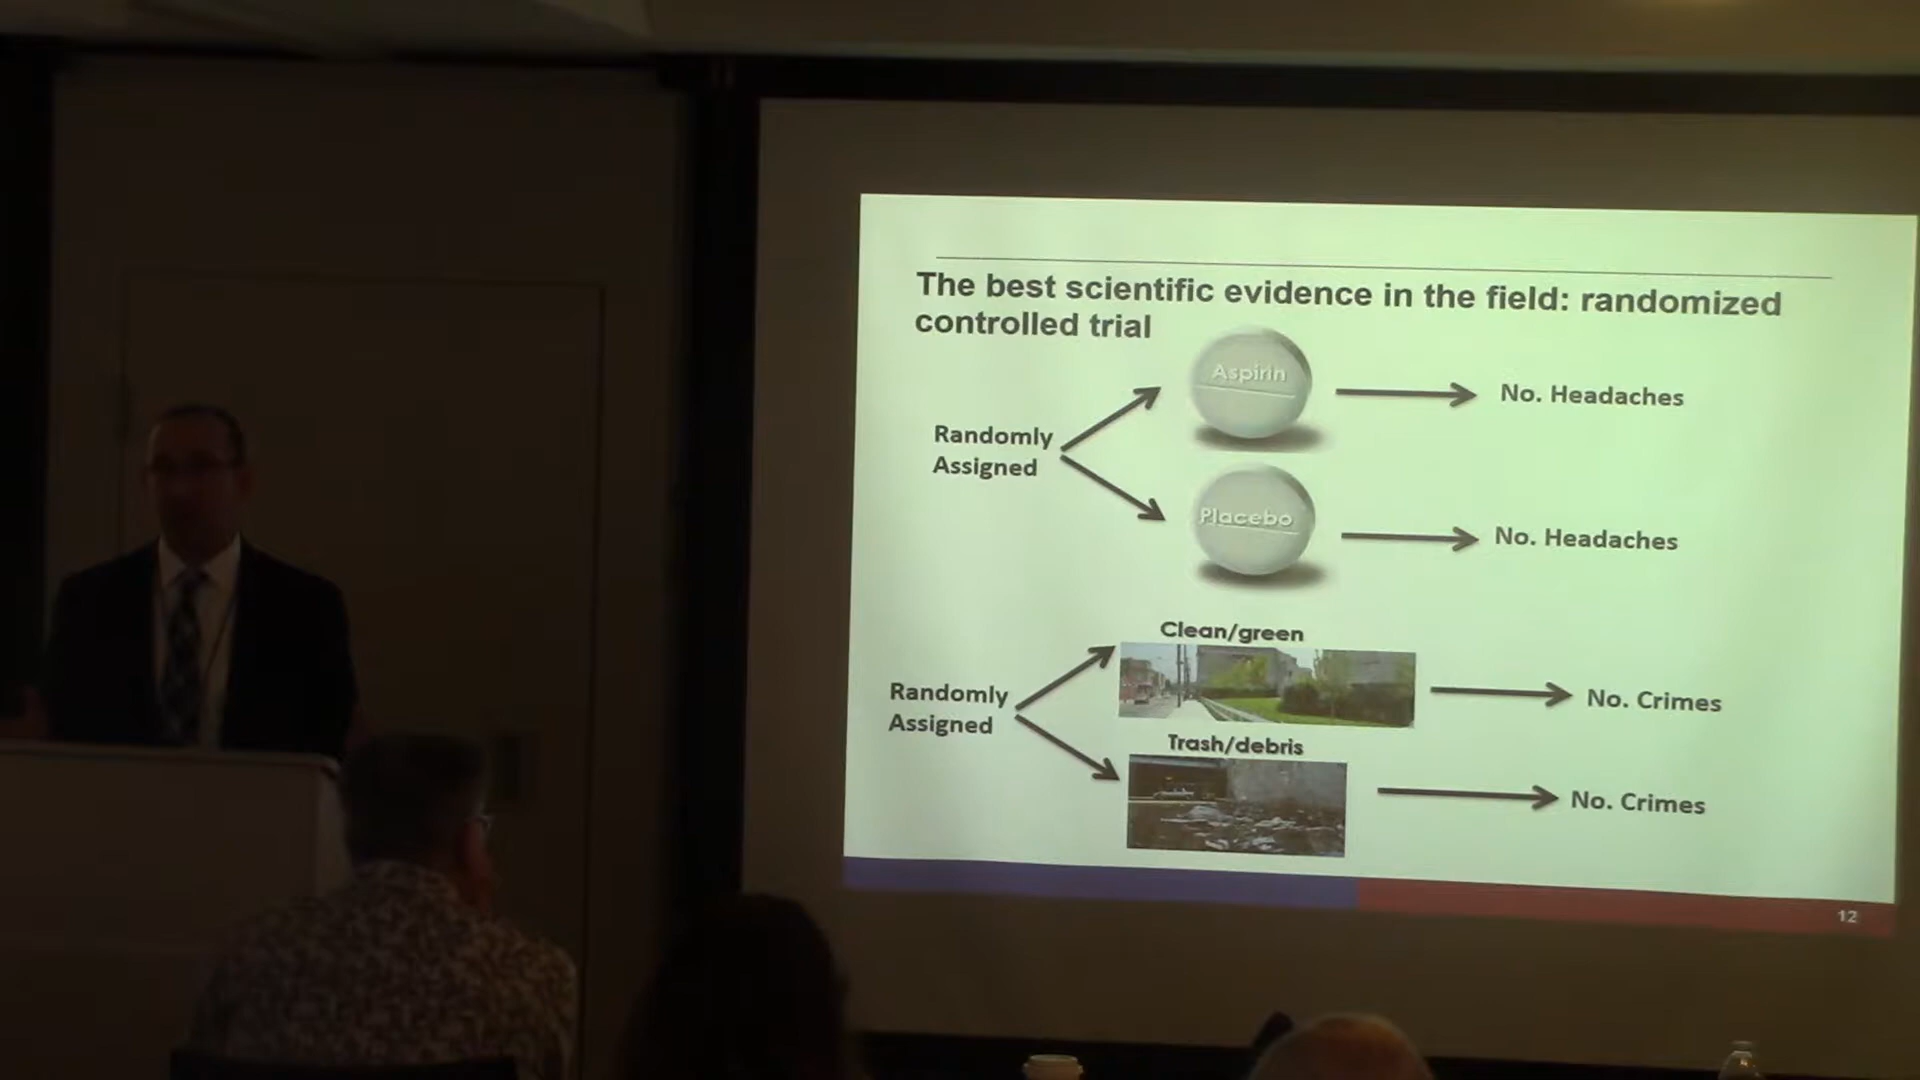 The best scientific evidence in the field: randomized
controlled trial
Aspirin
No. Headaches
Randomly
Assigned
Placebo
No. Headaches
Clean/green
Randomly
Assigned
No. Crimes
Trash/debris
No. Crimes
12